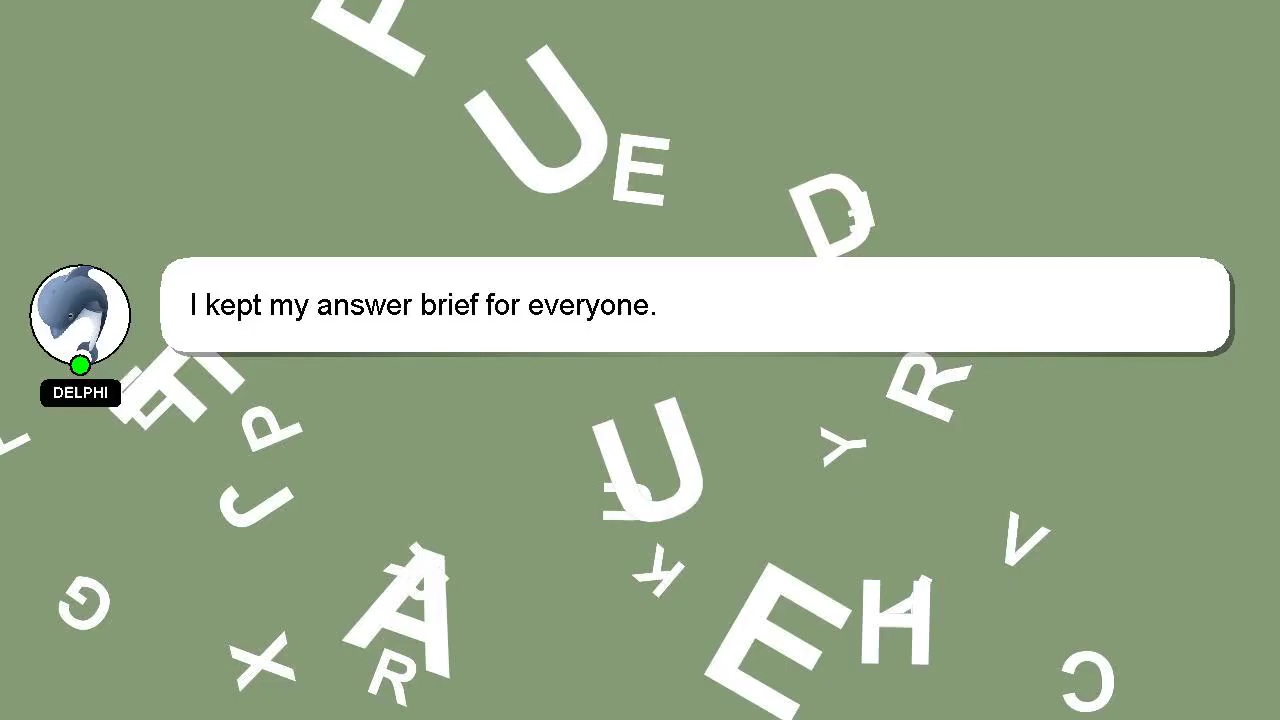 I kept my answer brief for everyone.
DELPHI
P
U
E
D
R
P
Y
J
U
K
V
G
A
E
H
X
R
C